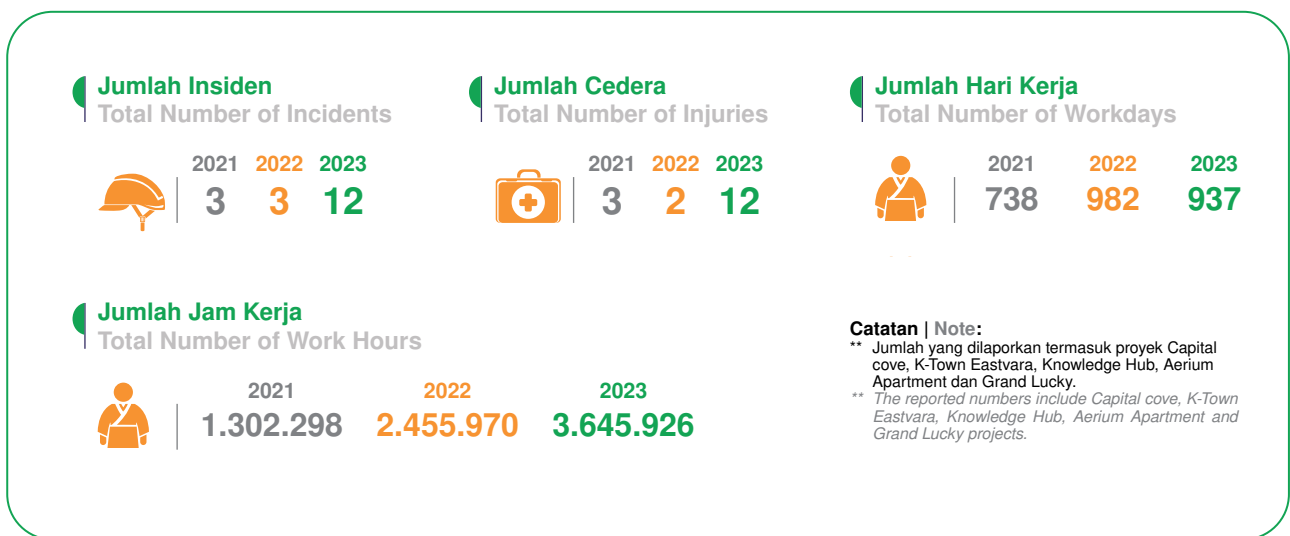 Jumlah Insiden
Total Number of Incidents
2021 2022 2023
3 3 12
Jumlah Cedera
Total Number of Injuries
2021 2022 2023
3 2 12
Jumlah Hari Kerja
Total Number of Workdays
2021 2022 2023
738 982 937
Jumlah Jam Kerja
Total Number of Work Hours
2021 2022 2023
1.302.298 2.455.970 3.645.926
Catatan | Note:
** Jumlah yang dilaporkan termasuk proyek Capital
cove, K-Town Eastvara, Knowledge Hub, Aerium
Apartment dan Grand Lucky.
** The reported numbers include Capital cove, K-Town
Eastvara, Knowledge Hub, Aerium Apartment and
Grand Lucky projects.